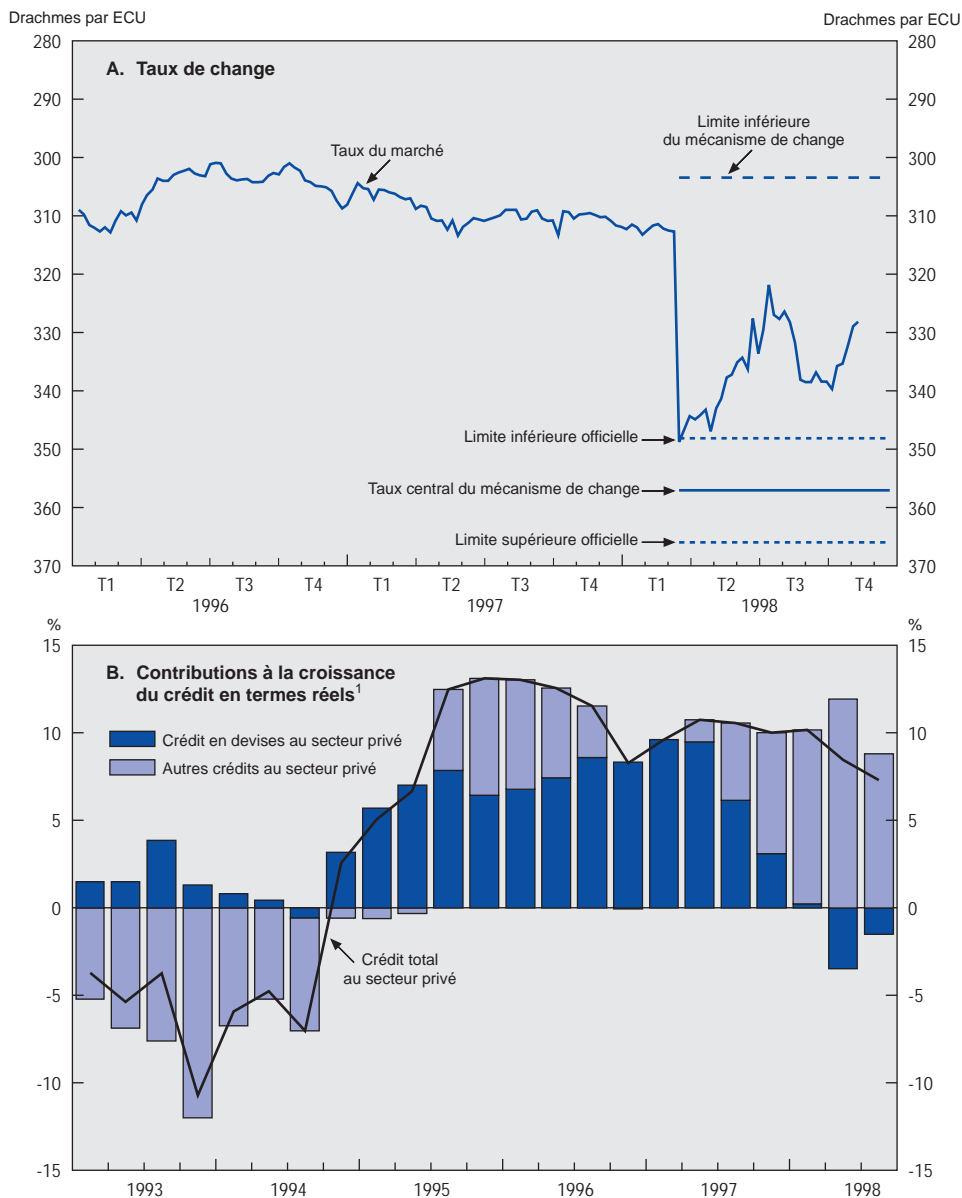 Drachmes par ECU
Drachmes par ECU
A. Taux de change
280
290
300
310
320
330
340
350
360
370
280
290
300
310
320
330
340
350
360
370
Taux du marché
Limite inférieure
du mécanisme de change
Limite inférieure officielle
Taux central du mécanisme de change
Limite supérieure officielle
T1 T2 T3 T4 T1 T2 T3 T4 T1 T2 T3 T4
1996 1997 1998
%
%
B. Contributions à la croissance
du crédit en termes réels1
Crédit en devises au secteur privé
Autres crédits au secteur privé
15
10
5
0
-5
-10
-15
15
10
5
0
-5
-10
-15
Crédit total
au secteur privé
1993 1994 1995 1996 1997 1998